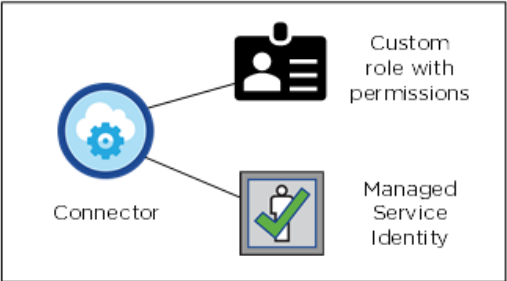 Custom
role with
permissions
Connector
Managed
Service
Identity